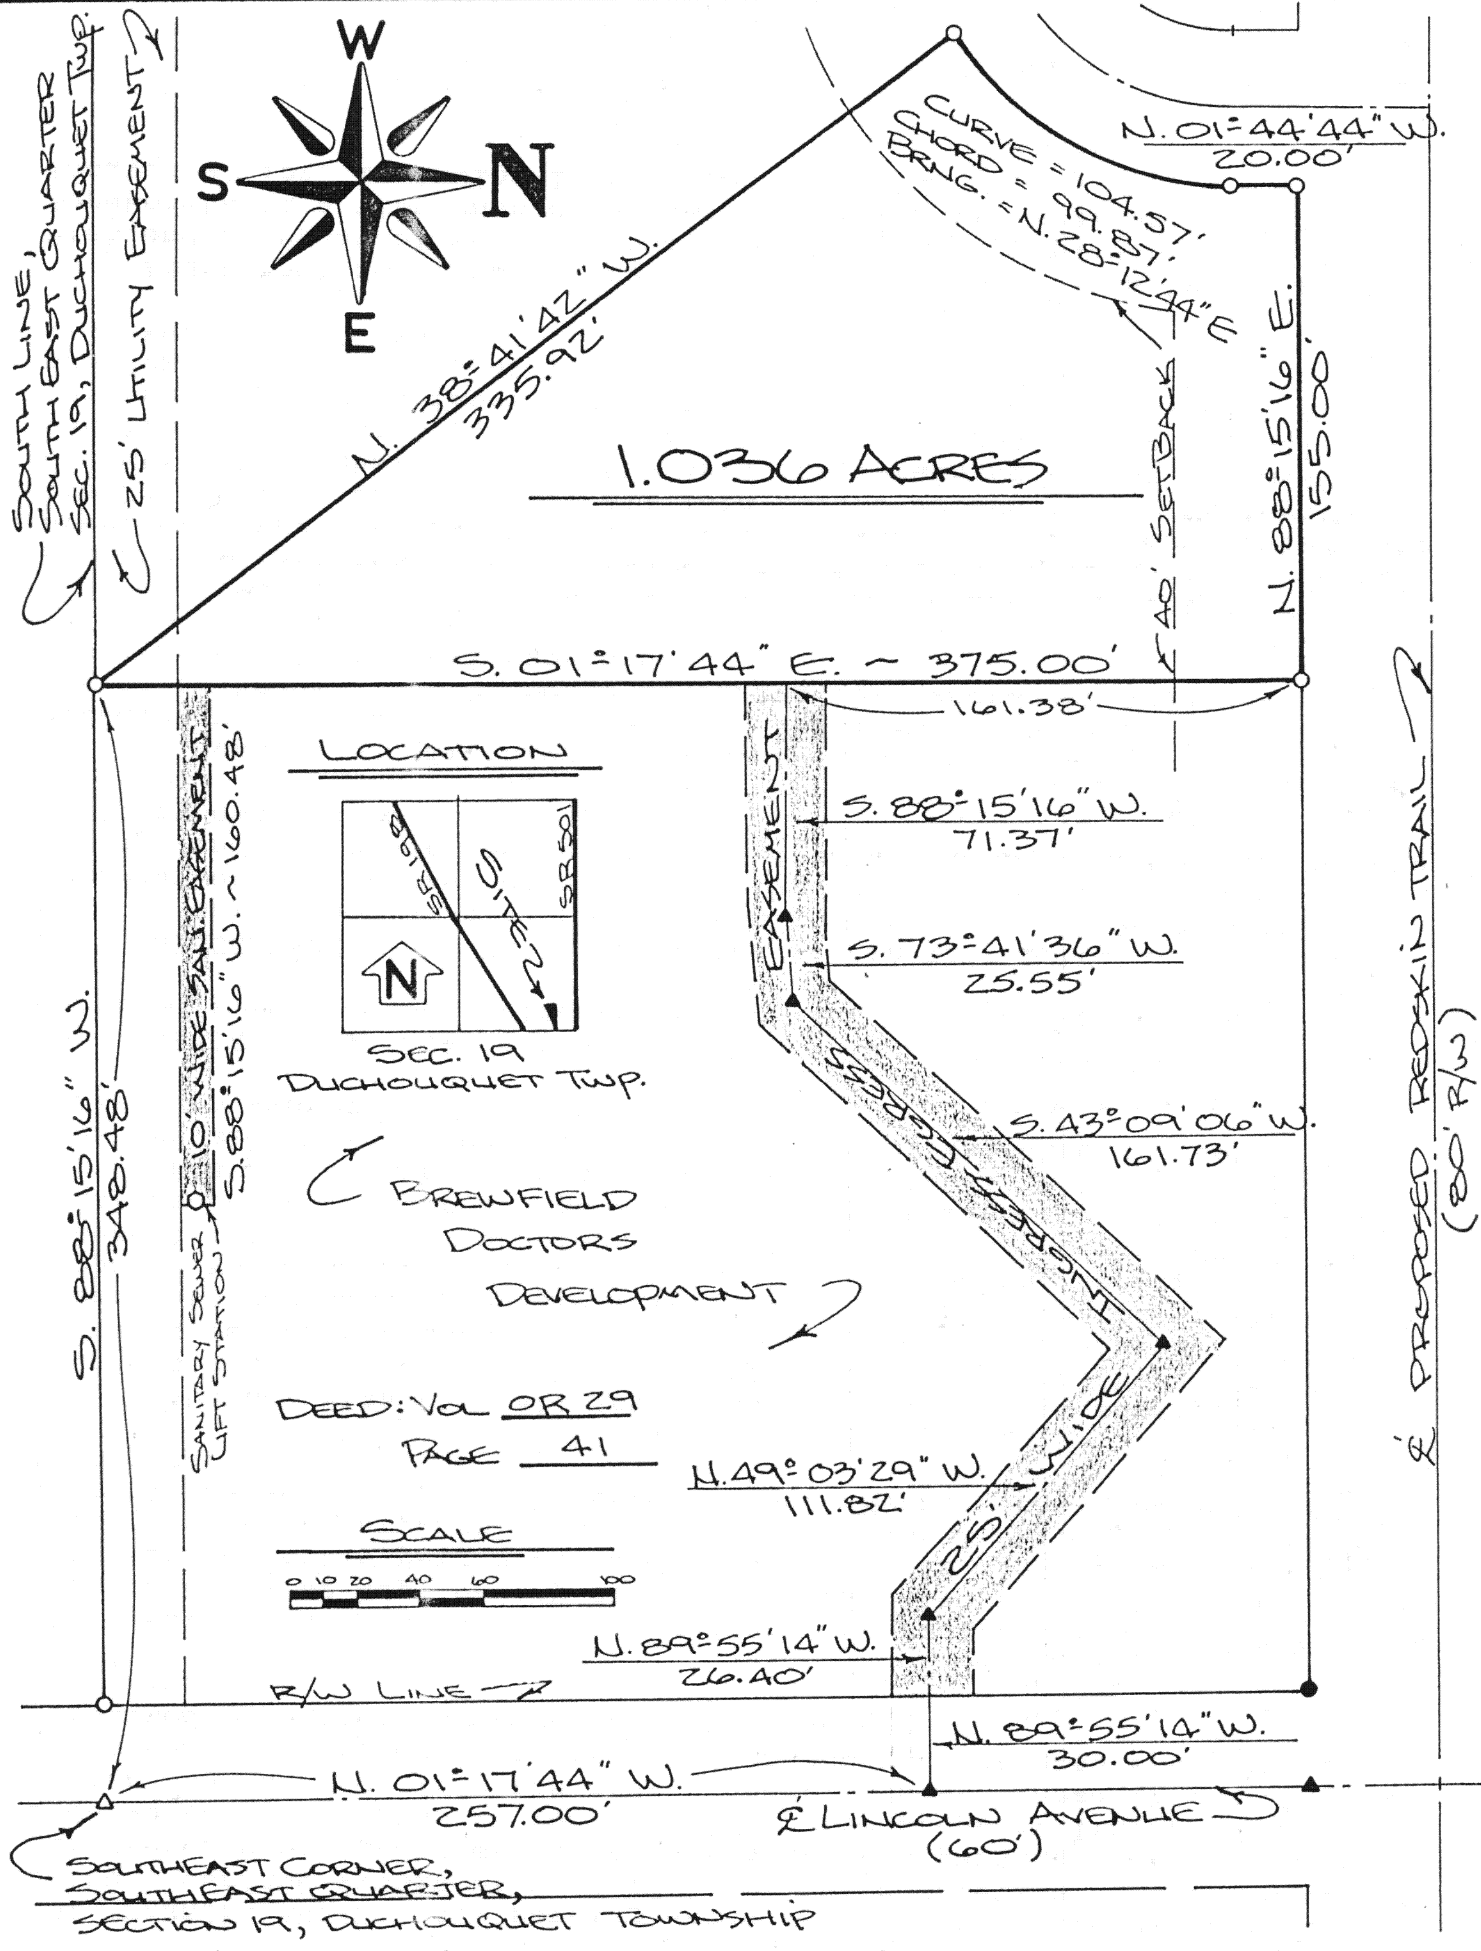 SOUTH LINE,
SOUTHEAST QUARTER
SEC. 19, DUCHOUQUET TWP.
25' UTILITY EASEMENT
W
S
N
E
N. 38°41'42" W.
335.92'
CURVE = 104.57'
CHORD = 99.87'
BRNG. = N. 28°12'44" E
N. 01°44'44" W.
20.00'
N. 88°15'16" E.
155.00'
1.036 ACRES
40' SETBACK
S. 01°17'44" E. ~ 375.00'
161.38'
10' WIDE SAN. EASEMENT
S. 88°15'16" W. ~ 160.48'
S. 88°15'16" W.
348.48'
SANITARY SEWER
LIFT STATION
LOCATION
SR 198
SITE
SR 501
N
SEC. 19
DUCHOUQUET TWP.
BREWFIELD
DOCTORS
DEVELOPMENT
DEED: VOL OR 29
PAGE 41
SCALE
0 10 20 40 60 100
25' WIDE INGRESS EGRESS EASEMENT
S. 88°15'16" W.
71.37'
S. 73°41'36" W.
25.55'
S. 43°09'06" W.
161.73'
N. 49°03'29" W.
111.82'
N. 89°55'14" W.
26.40'
R/W LINE
N. 89°55'14" W.
30.00'
N. 01°17'44" W.
257.00'
℄ LINCOLN AVENUE
(60')
℄ PROPOSED REDSKIN TRAIL
(80' R/W)
SOUTHEAST CORNER,
SOUTHEAST QUARTER,
SECTION 19, DUCHOUQUET TOWNSHIP